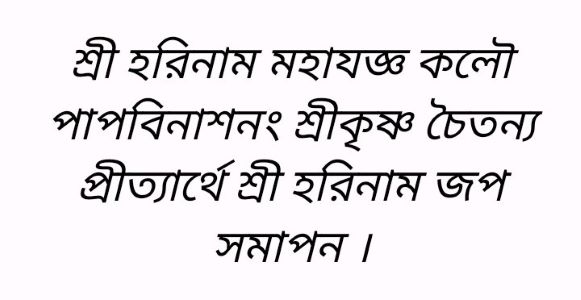 শ্রী হরিনাম মহাযজ্ঞ কলৌ
পাপবিনাশনং শ্রীকৃষ্ণ চৈতন্য
প্রীত্যার্থে শ্রী হরিনাম জপ
সমাপন ।